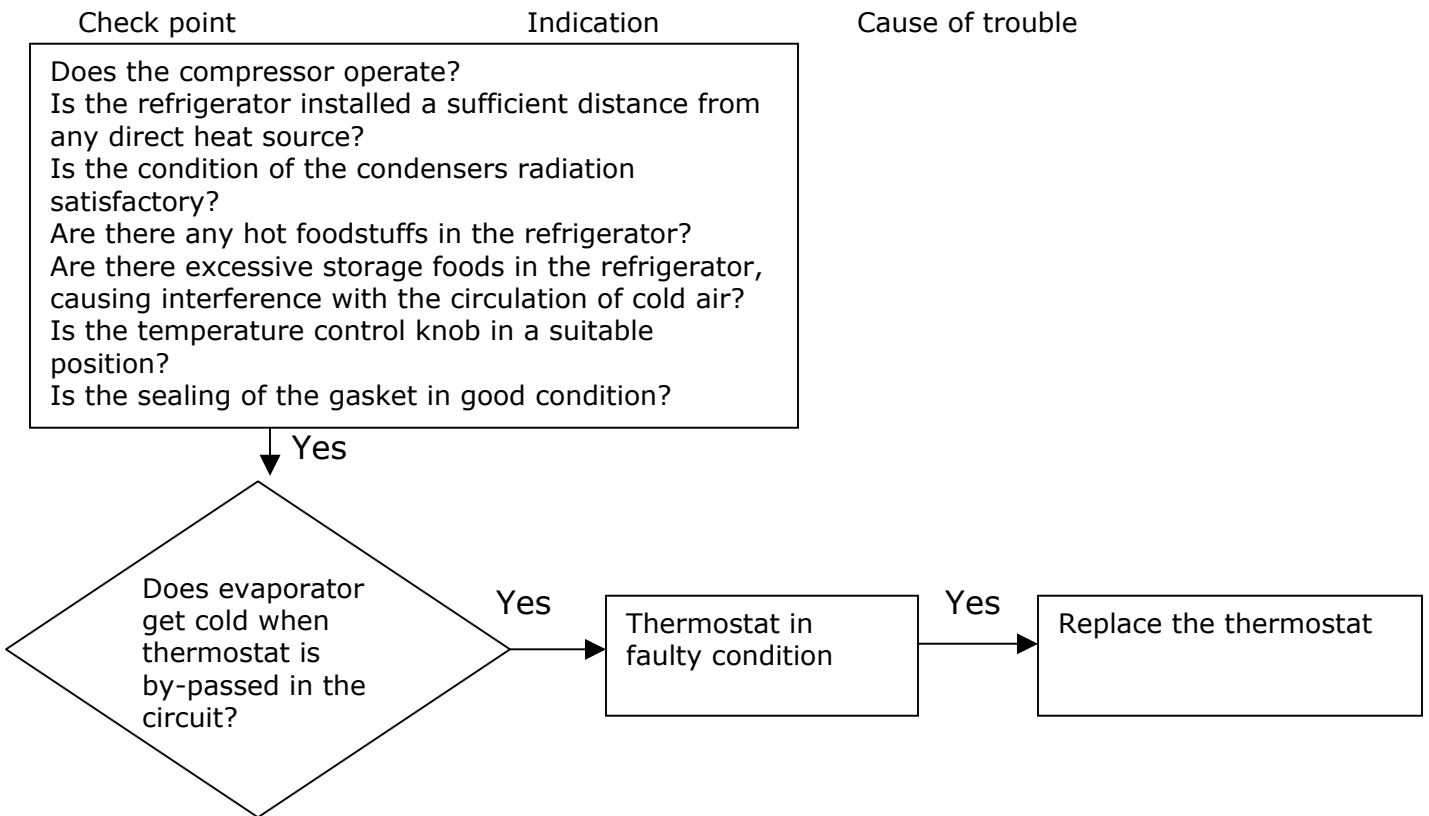 Check point Indication Cause of trouble
Does the compressor operate?
Is the refrigerator installed a sufficient distance from
any direct heat source?
Is the condition of the condensers radiation
satisfactory?
Are there any hot foodstuffs in the refrigerator?
Are there excessive storage foods in the refrigerator,
causing interference with the circulation of cold air?
Is the temperature control knob in a suitable
position?
Is the sealing of the gasket in good condition?
Yes
Does evaporator
get cold when
thermostat is
by-passed in the
circuit?
Yes
Thermostat in
faulty condition
Yes
Replace the thermostat